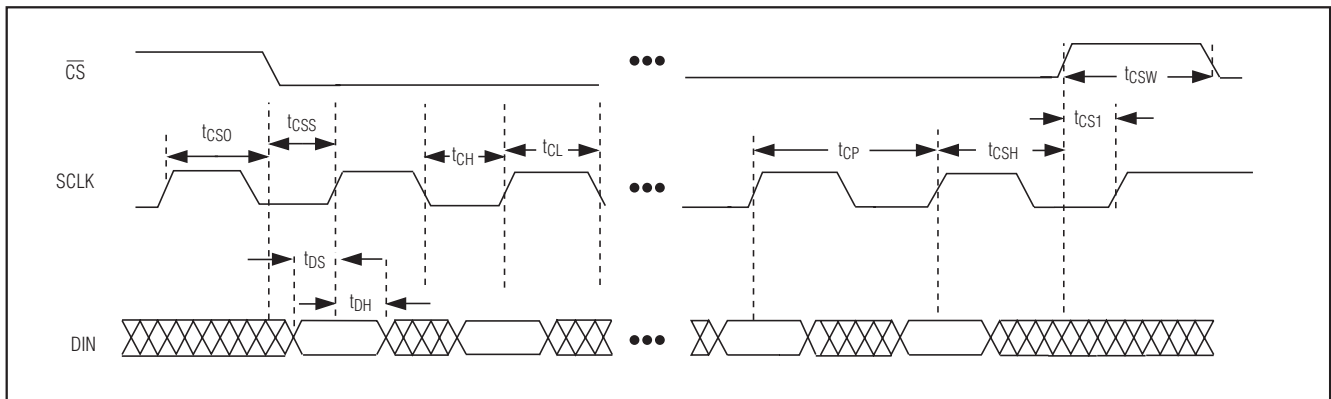 CS
tCSW
tCSO tCSS tCS1
tCH tCL tCP tCSH
SCLK
tDS
tDH
DIN